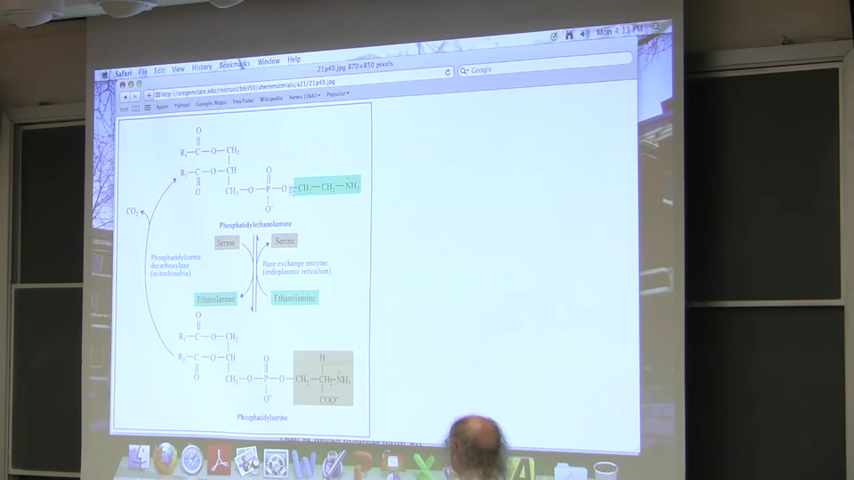 Safari File Edit View History Bookmarks Window Help
Mon 4:13 PM
21p40.jpg 870×850 pixels
Google
Apple Yahoo! Google Maps YouTube Wikipedia News (366) Popular
O
R₁—C—O—CH₂
R₂—C—O—CH
O
O
CH₂—O—P—O—CH₂—CH₂—NH₃
O⁻
CO₂
Phosphatidylethanolamine
Serine
Serine
Phosphatidylserine
decarboxylase
(mitochondria)
Base exchange enzyme
(endoplasmic reticulum)
Ethanolamine
Ethanolamine
O
R₁—C—O—CH₂
R₂—C—O—CH
O
O
H
CH₂—O—P—O—CH₂—CH₂—NH₃
O⁻
COO⁻
Phosphatidylserine